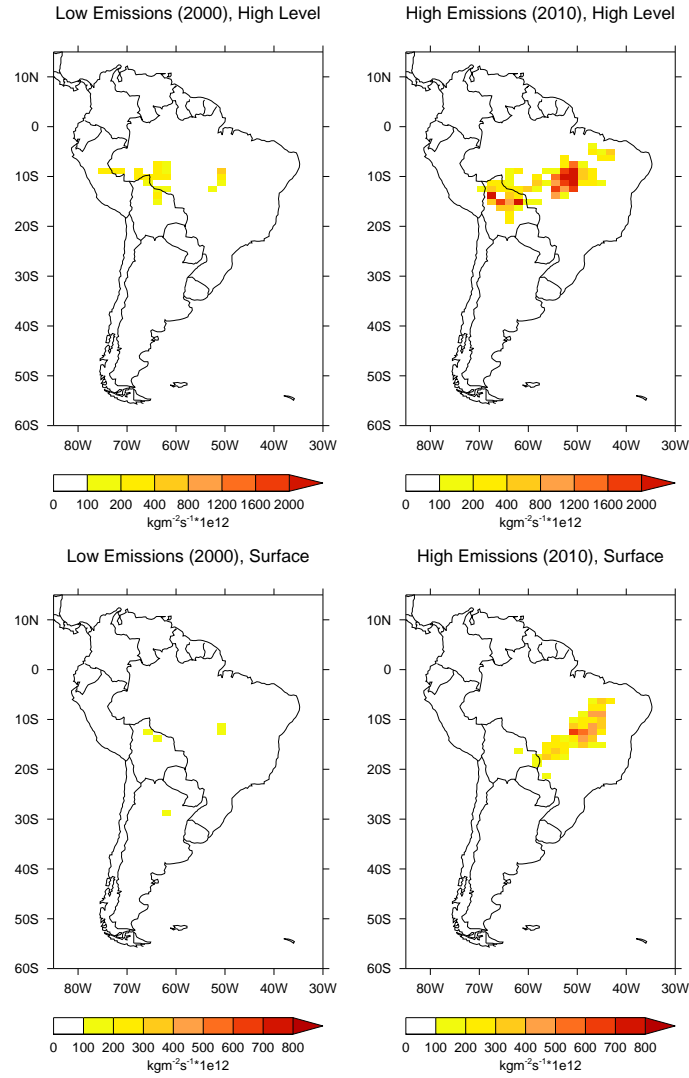 Low Emissions (2000), High Level
High Emissions (2010), High Level
10N
0
10S
20S
30S
40S
50S
60S
80W 70W 60W 50W 40W 30W
0 100 200 400 800 1200 1600 2000
kgm⁻²s⁻¹*1e12
10N
0
10S
20S
30S
40S
50S
60S
80W 70W 60W 50W 40W 30W
0 100 200 400 800 1200 1600 2000
kgm⁻²s⁻¹*1e12
Low Emissions (2000), Surface
High Emissions (2010), Surface
10N
0
10S
20S
30S
40S
50S
60S
80W 70W 60W 50W 40W 30W
0 100 200 300 400 500 600 700 800
kgm⁻²s⁻¹*1e12
10N
0
10S
20S
30S
40S
50S
60S
80W 70W 60W 50W 40W 30W
0 100 200 300 400 500 600 700 800
kgm⁻²s⁻¹*1e12